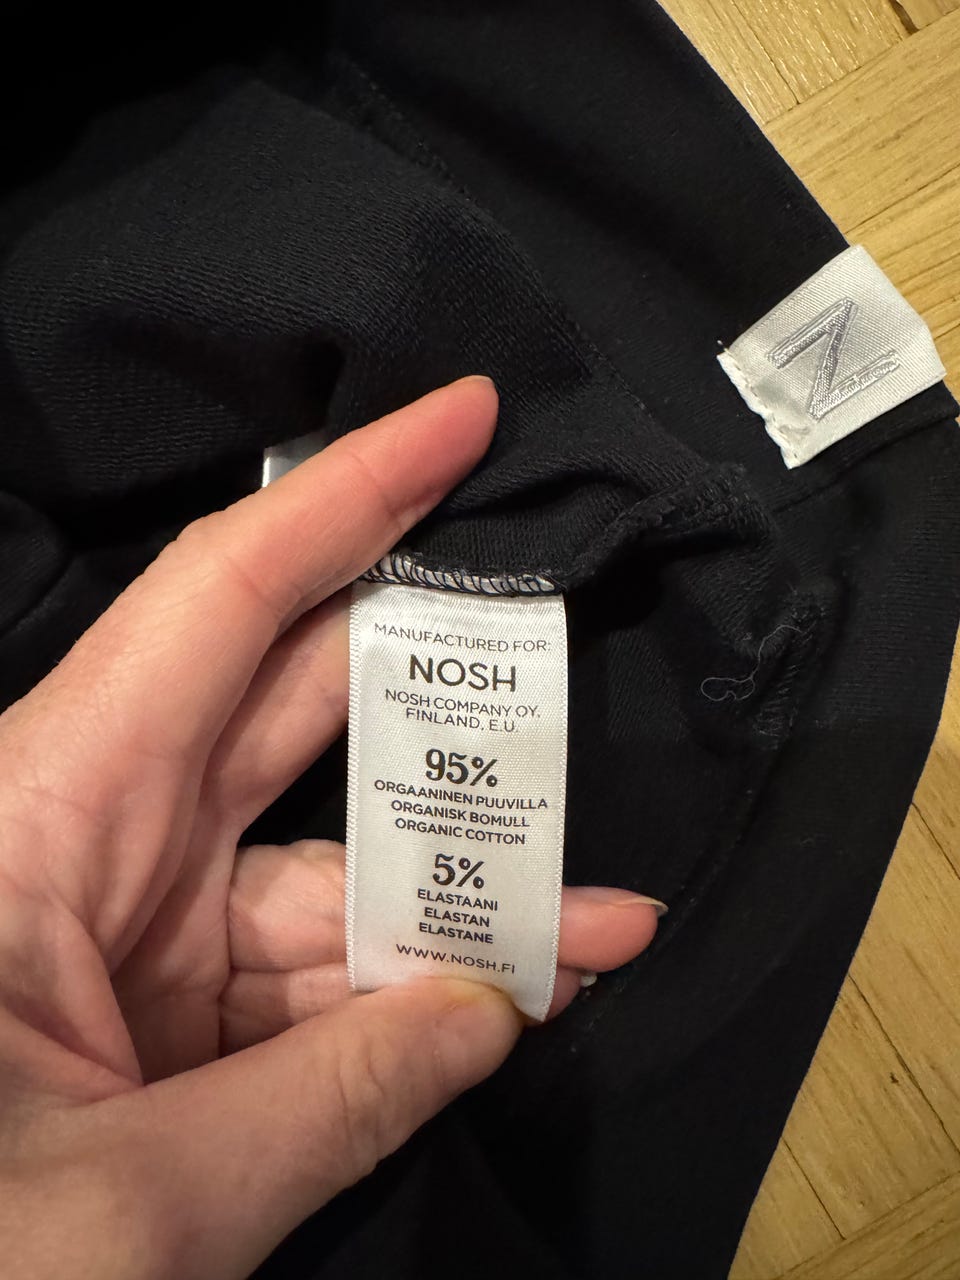 N
MANUFACTURED FOR:
NOSH
NOSH COMPANY OY,
FINLAND, E.U.
95%
ORGAANINEN PUUVILLA
ORGANISK BOMULL
ORGANIC COTTON
5%
ELASTAANI
ELASTAN
ELASTANE
WWW.NOSH.FI